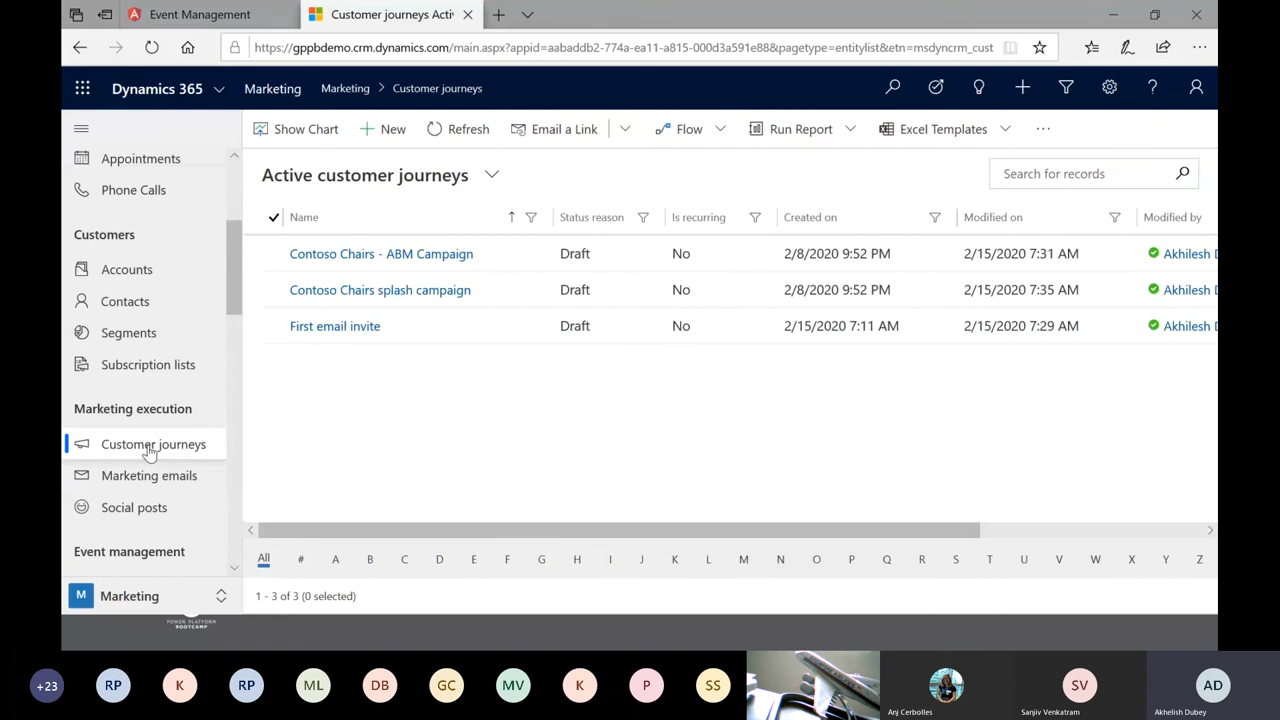 Event Management
Customer journeys Acti
https://gppbdemo.crm.dynamics.com/main.aspx?appid=aabaddb2-774a-ea11-a815-000d3a591e88&pagetype=entitylist&etn=msdyncrm_cust
Dynamics 365
Marketing
Marketing > Customer journeys
Show Chart
New
Refresh
Email a Link
Flow
Run Report
Excel Templates
Appointments
Phone Calls
Customers
Accounts
Contacts
Segments
Subscription lists
Marketing execution
Customer journeys
Marketing emails
Social posts
Event management
M Marketing
Active customer journeys
Search for records
Name Status reason Is recurring Created on Modified on Modified by
Contoso Chairs - ABM Campaign Draft No 2/8/2020 9:52 PM 2/15/2020 7:31 AM Akhilesh D
Contoso Chairs splash campaign Draft No 2/8/2020 9:52 PM 2/15/2020 7:35 AM Akhilesh D
First email invite Draft No 2/15/2020 7:11 AM 2/15/2020 7:29 AM Akhilesh D
All # A B C D E F G H I J K L M N O P Q R S T U V W X Y Z
1 - 3 of 3 (0 selected)
POWER PLATFORM
BOOTCAMP
+23 RP K RP ML DB GC MV K P SS SV AD
Anj Cerbolles
Sanjiv Venkatram
Akhelish Dubey